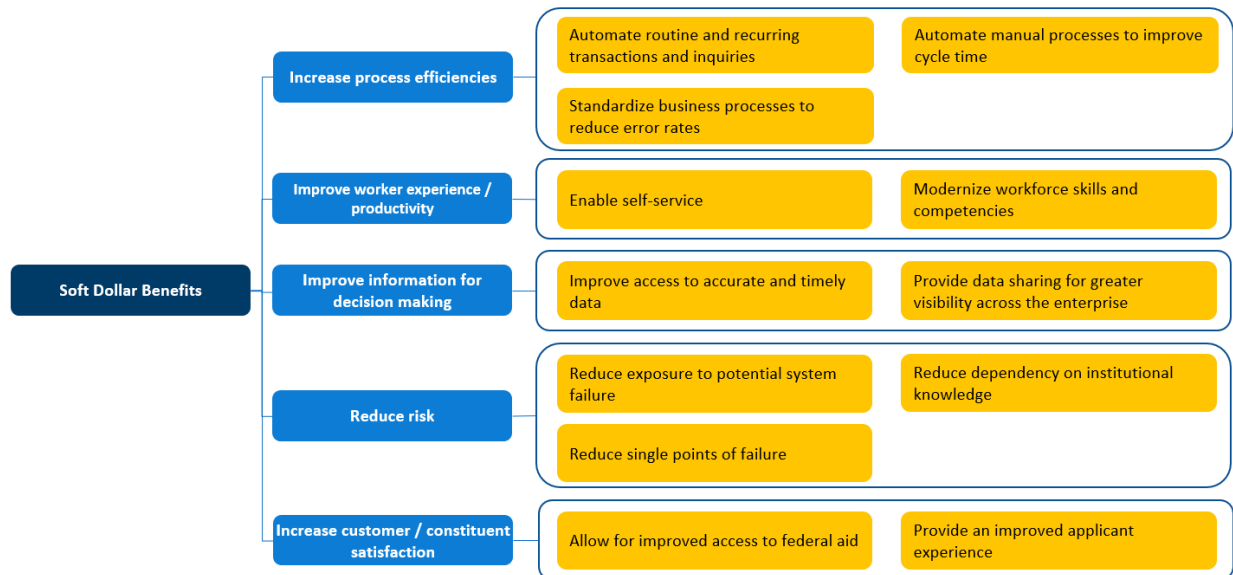 Soft Dollar Benefits
Increase process efficiencies
Automate routine and recurring
transactions and inquiries
Automate manual processes to improve
cycle time
Standardize business processes to
reduce error rates
Improve worker experience /
productivity
Enable self-service
Modernize workforce skills and
competencies
Improve information for
decision making
Improve access to accurate and timely
data
Provide data sharing for greater
visibility across the enterprise
Reduce risk
Reduce exposure to potential system
failure
Reduce dependency on institutional
knowledge
Reduce single points of failure
Increase customer / constituent
satisfaction
Allow for improved access to federal aid
Provide an improved applicant
experience